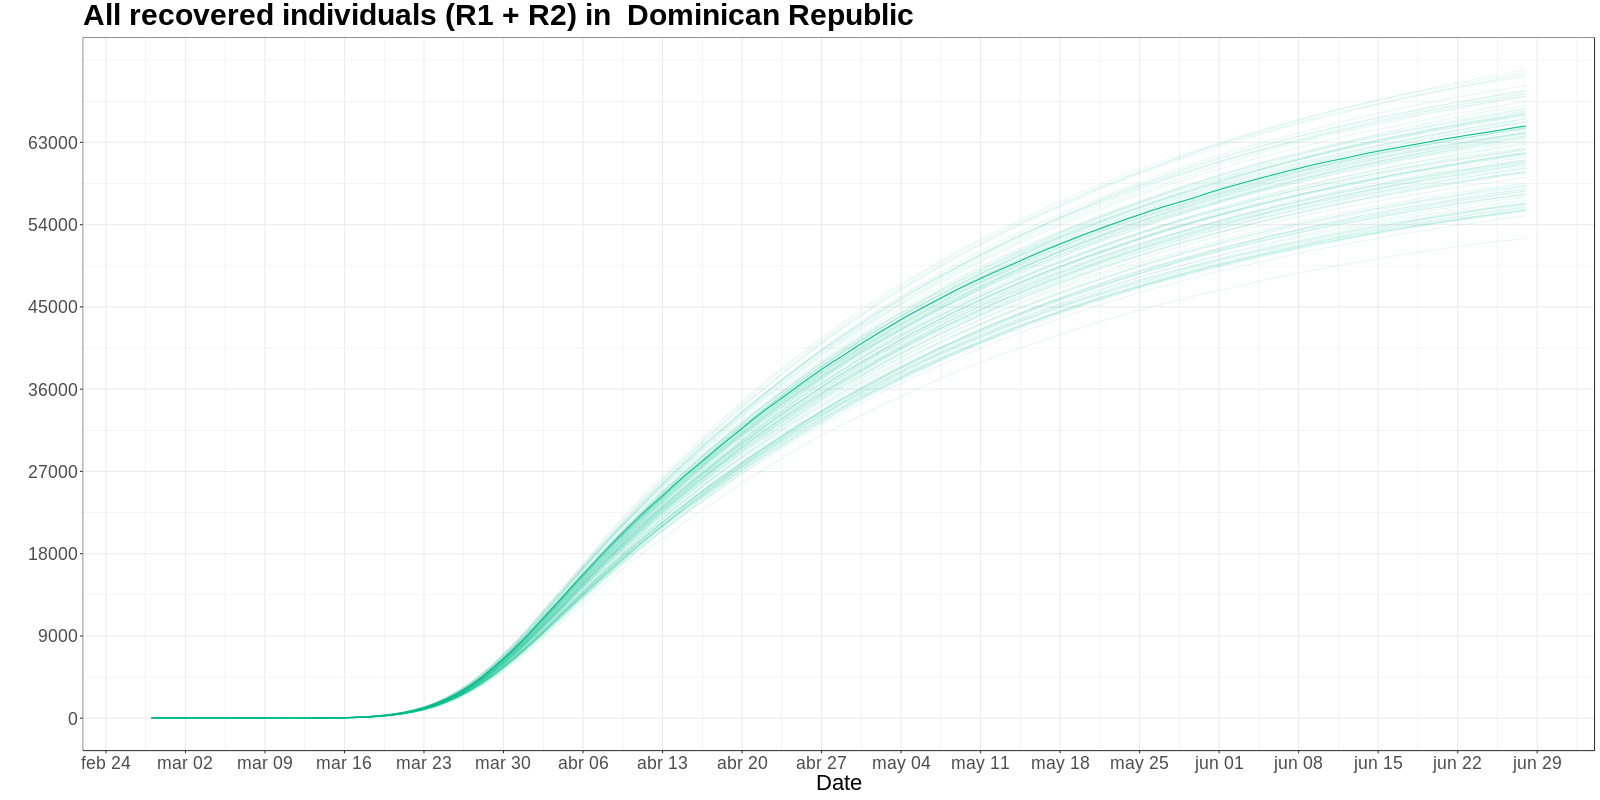 All recovered individuals (R1 + R2) in  Dominican Republic
63000
54000
45000
36000
27000
18000
9000
0
feb 24 mar 02 mar 09 mar 16 mar 23 mar 30 abr 06 abr 13 abr 20 abr 27 may 04 may 11 may 18 may 25 jun 01 jun 08 jun 15 jun 22 jun 29
Date